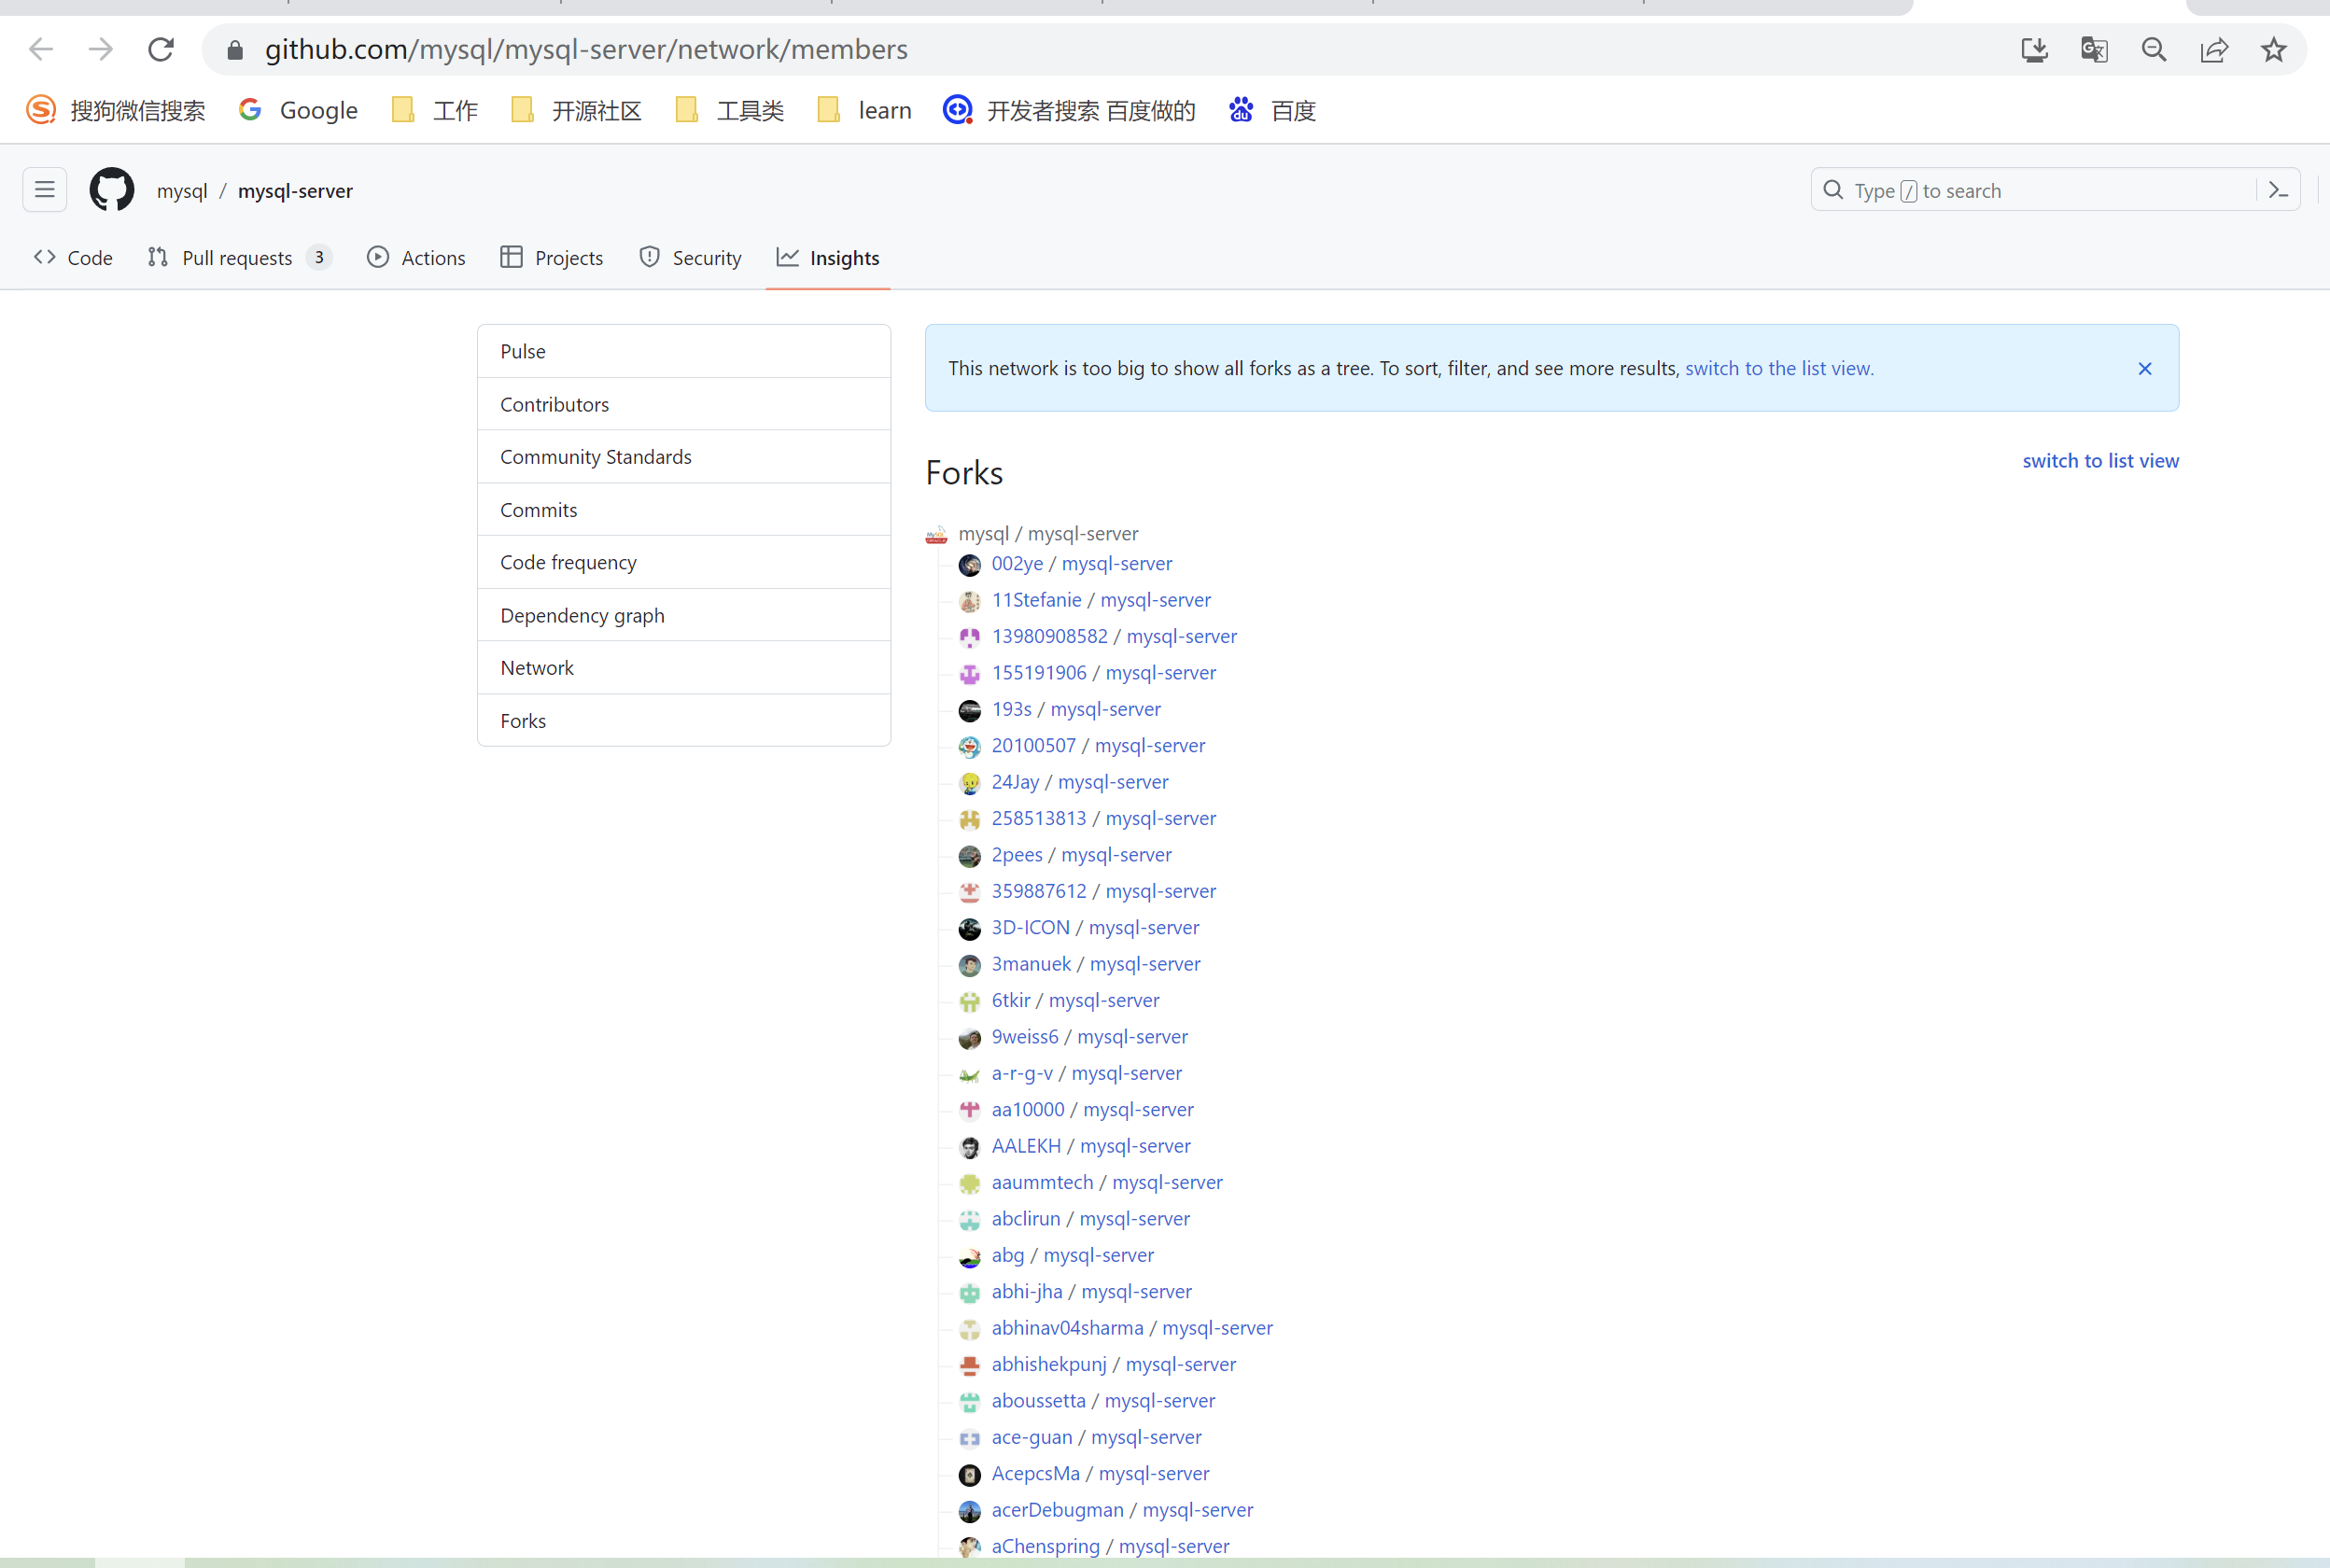 github.com/mysql/mysql-server/network/members
搜狗微信搜索 Google 工作 开源社区 工具类 learn 开发者搜索 百度做的 百度
mysql / mysql-server Type / to search
Code Pull requests 3 Actions Projects Security Insights
Pulse
Contributors
Community Standards
Commits
Code frequency
Dependency graph
Network
Forks
This network is too big to show all forks as a tree. To sort, filter, and see more results, switch to the list view.
switch to list view
Forks
mysql / mysql-server
002ye / mysql-server
11Stefanie / mysql-server
13980908582 / mysql-server
155191906 / mysql-server
193s / mysql-server
20100507 / mysql-server
24Jay / mysql-server
258513813 / mysql-server
2pees / mysql-server
359887612 / mysql-server
3D-ICON / mysql-server
3manuek / mysql-server
6tkir / mysql-server
9weiss6 / mysql-server
a-r-g-v / mysql-server
aa10000 / mysql-server
AALEKH / mysql-server
aaummtech / mysql-server
abclirun / mysql-server
abg / mysql-server
abhi-jha / mysql-server
abhinav04sharma / mysql-server
abhishekpunj / mysql-server
aboussetta / mysql-server
ace-guan / mysql-server
AcepcsMa / mysql-server
acerDebugman / mysql-server
aChenspring / mysql-server